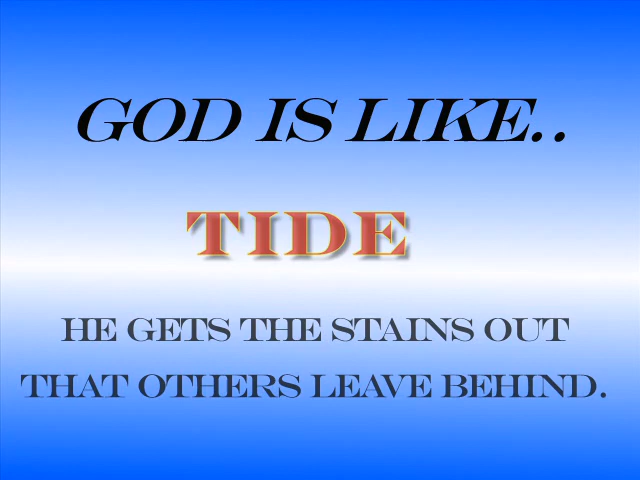 GOD IS LIKE..
TIDE
HE GETS THE STAINS OUT
THAT OTHERS LEAVE BEHIND.